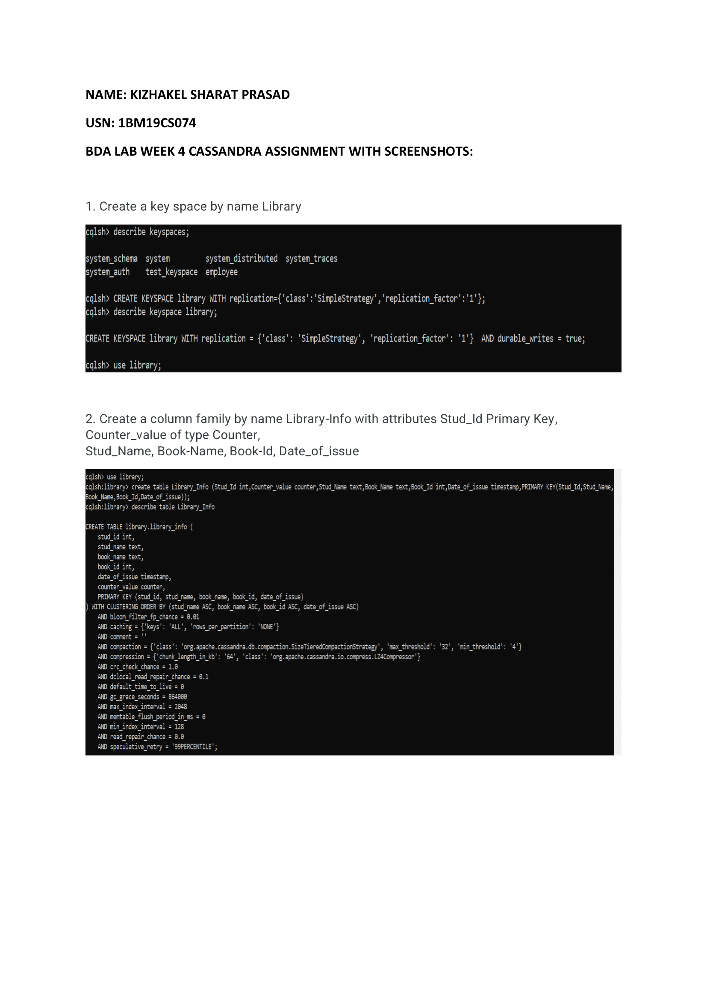 NAME: KIZHAKEL SHARAT PRASAD
USN: 1BM19CS074
BDA LAB WEEK 4 CASSANDRA ASSIGNMENT WITH SCREENSHOTS:
1. Create a key space by name Library
cqlsh> describe keyspaces;
system_schema  system         system_distributed  system_traces
system_auth    test_keyspace  employee
cqlsh> CREATE KEYSPACE library WITH replication={'class':'SimpleStrategy','replication_factor':'1'};
cqlsh> describe keyspace library;
CREATE KEYSPACE library WITH replication = {'class': 'SimpleStrategy', 'replication_factor': '1'}  AND durable_writes = true;
cqlsh> use library;
2. Create a column family by name Library-Info with attributes Stud_Id Primary Key,
Counter_value of type Counter,
Stud_Name, Book-Name, Book-Id, Date_of_issue
cqlsh> use library;
cqlsh:library> create table Library_Info (Stud_Id int,Counter_value counter,Stud_Name text,Book_Name text,Book_Id int,Date_of_issue timestamp,PRIMARY KEY(Stud_Id,Stud_Name,
Book_Name,Book_Id,Date_of_issue));
cqlsh:library> describe table Library_Info
CREATE TABLE library.library_info (
    stud_id int,
    stud_name text,
    book_name text,
    book_id int,
    date_of_issue timestamp,
    counter_value counter,
    PRIMARY KEY (stud_id, stud_name, book_name, book_id, date_of_issue)
) WITH CLUSTERING ORDER BY (stud_name ASC, book_name ASC, book_id ASC, date_of_issue ASC)
    AND bloom_filter_fp_chance = 0.01
    AND caching = {'keys': 'ALL', 'rows_per_partition': 'NONE'}
    AND comment = ''
    AND compaction = {'class': 'org.apache.cassandra.db.compaction.SizeTieredCompactionStrategy', 'max_threshold': '32', 'min_threshold': '4'}
    AND compression = {'chunk_length_in_kb': '64', 'class': 'org.apache.cassandra.io.compress.LZ4Compressor'}
    AND crc_check_chance = 1.0
    AND dclocal_read_repair_chance = 0.1
    AND default_time_to_live = 0
    AND gc_grace_seconds = 864000
    AND max_index_interval = 2048
    AND memtable_flush_period_in_ms = 0
    AND min_index_interval = 128
    AND read_repair_chance = 0.0
    AND speculative_retry = '99PERCENTILE';